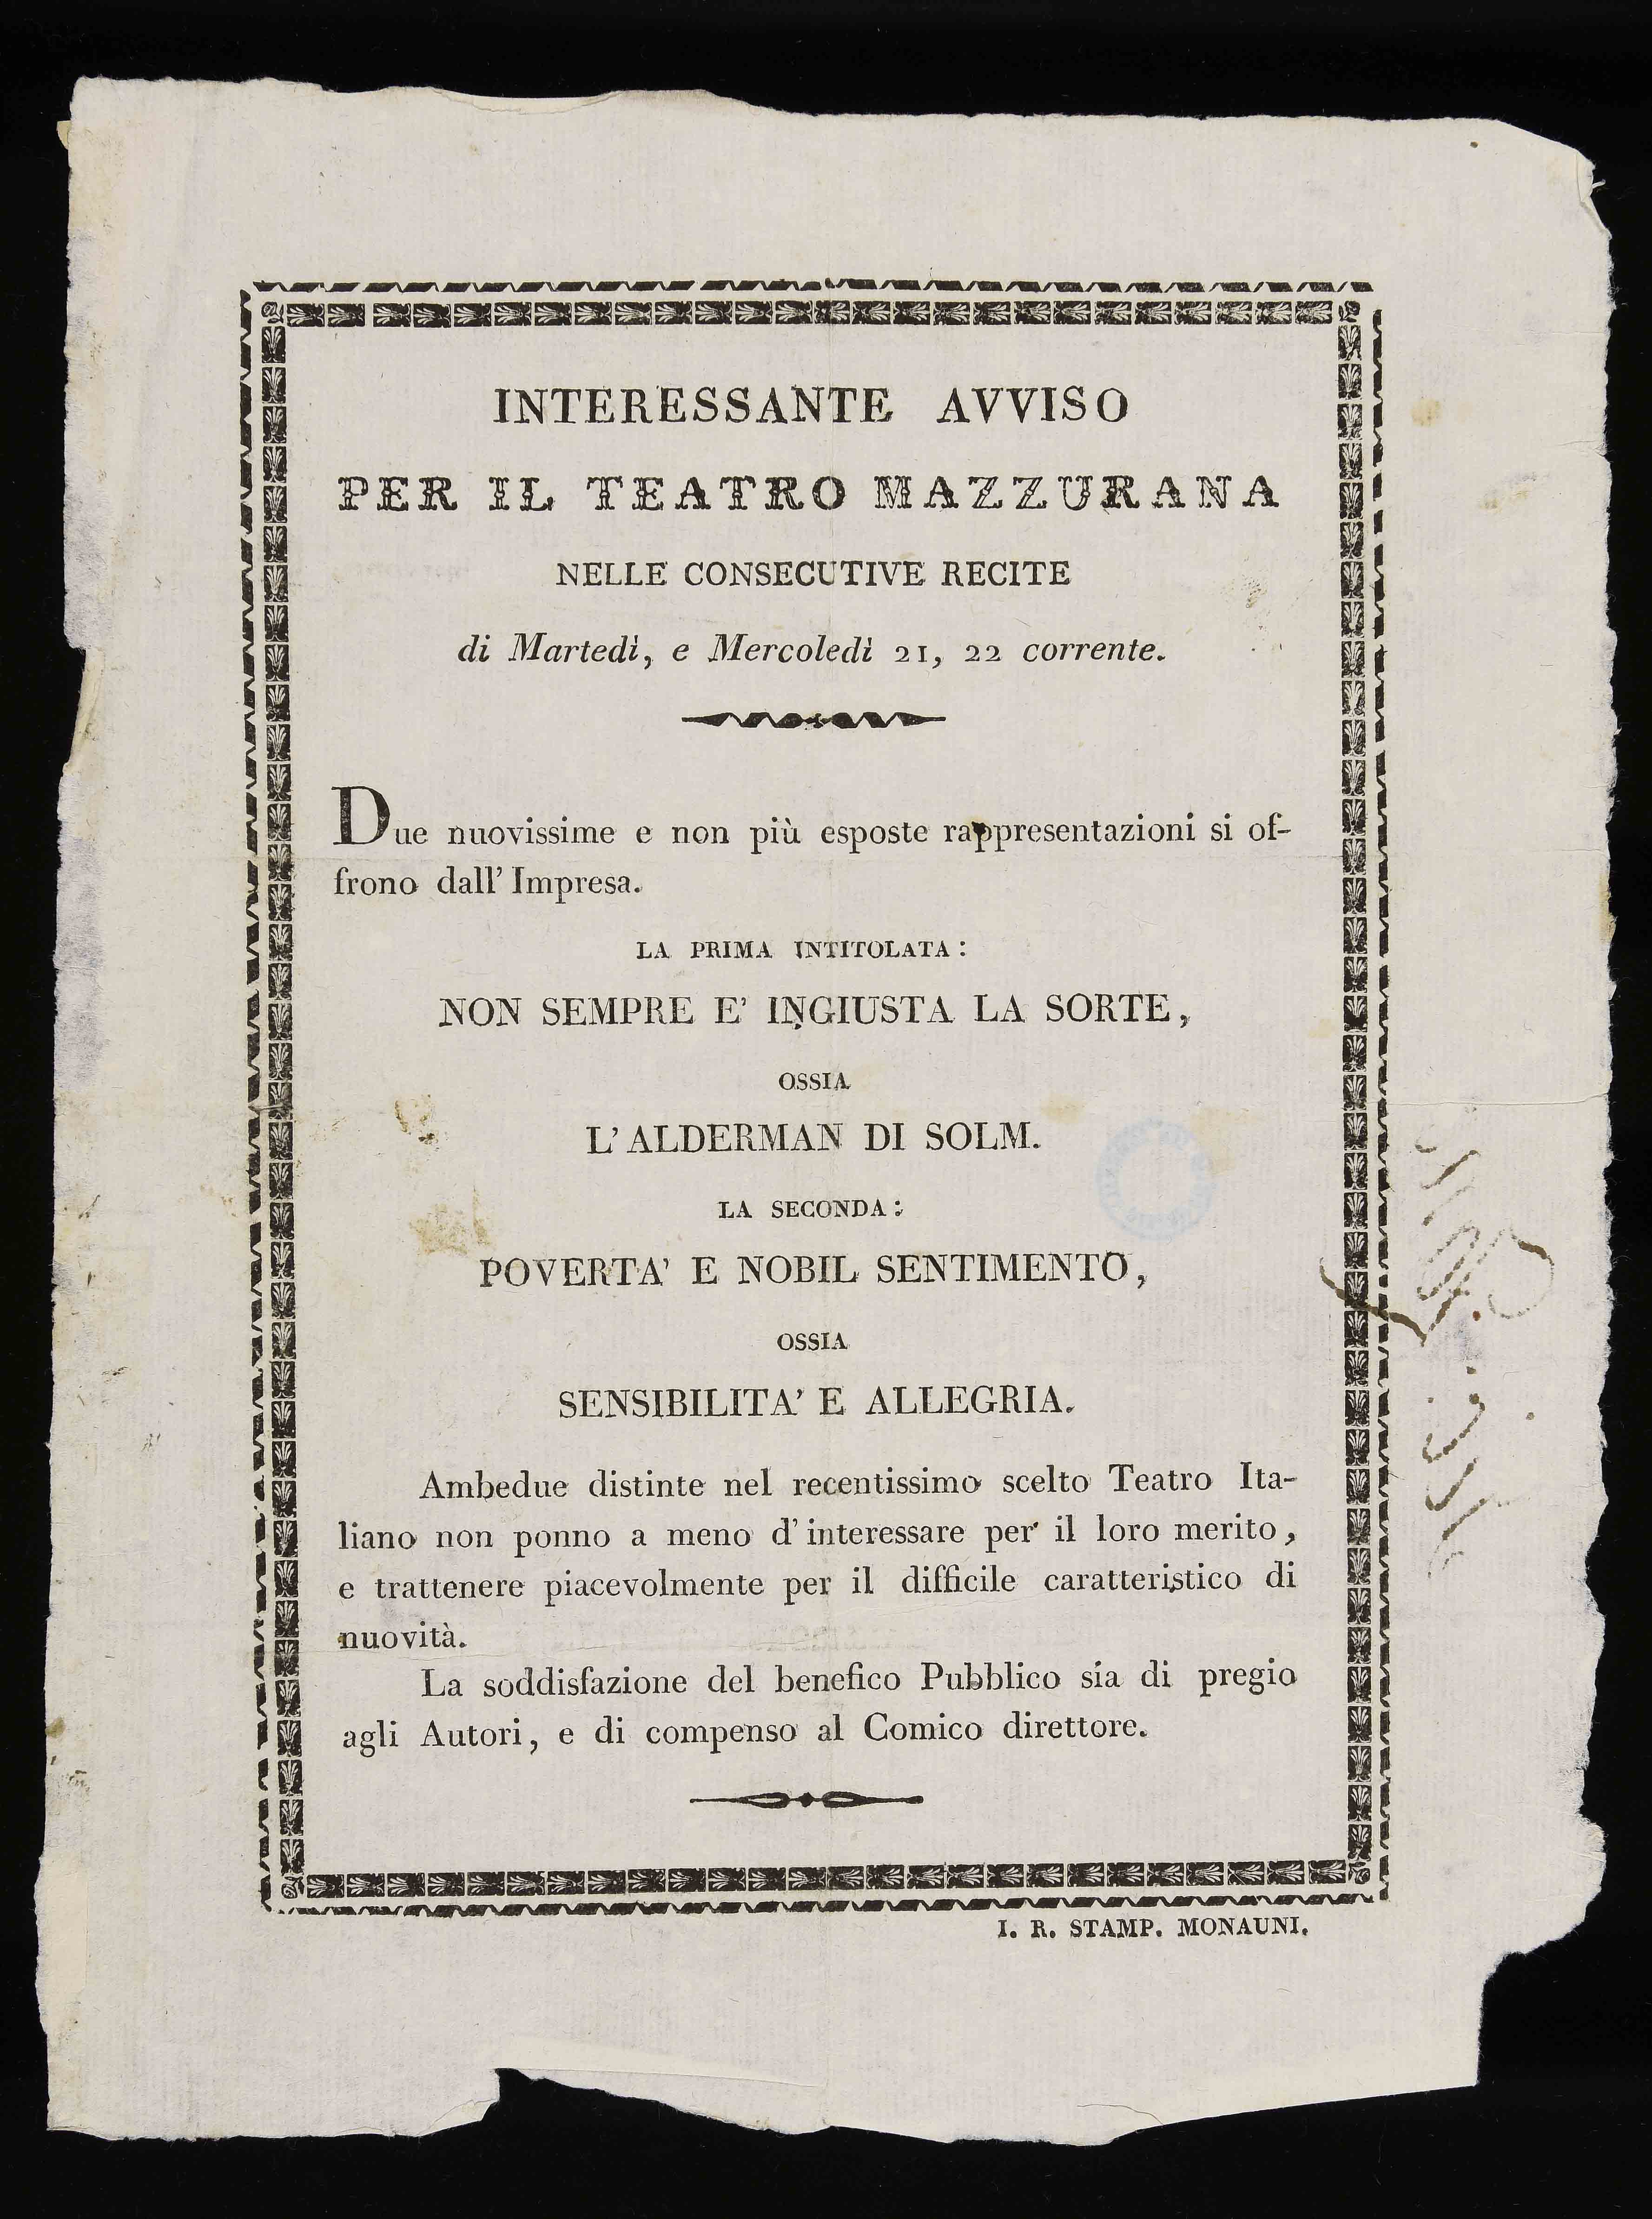 INTERESSANTE AVVISO
PER IL TEATRO MAZZURANA
NELLE CONSECUTIVE RECITE
di Martedì, e Mercoledì 21, 22 corrente.
Due nuovissime e non più esposte rappresentazioni si of-
frono dall' Impresa.
LA PRIMA INTITOLATA:
NON SEMPRE E' INGIUSTA LA SORTE,
OSSIA
L' ALDERMAN DI SOLM.
LA SECONDA:
POVERTA' E NOBIL SENTIMENTO,
OSSIA
SENSIBILITA' E ALLEGRIA.
Ambedue distinte nel recentissimo scelto Teatro Ita-
liano non ponno a meno d' interessare per il loro merito,
e trattenere piacevolmente per il difficile caratteristico di
nuovità.
La soddisfazione del benefico Pubblico sia di pregio
agli Autori, e di compenso al Comico direttore.
I. R. STAMP. MONAUNI.